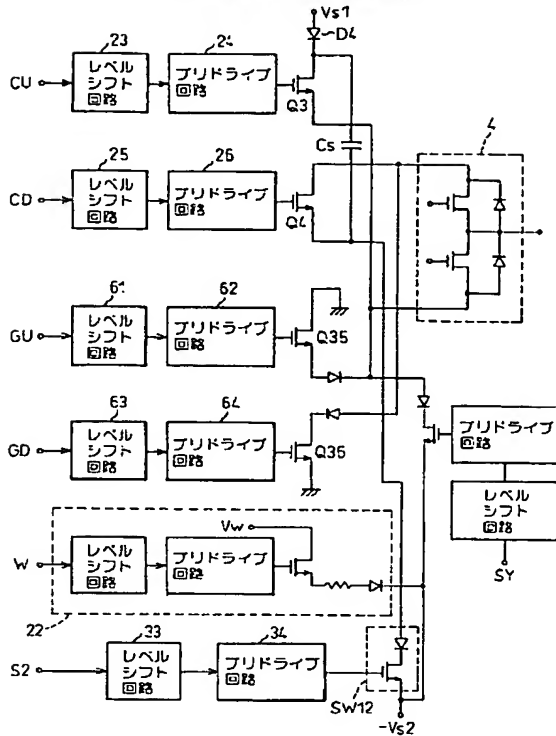 Vs1
D4
23
24
CU
レベル
シフト
回路
プリドライブ
回路
Q3
Cs
4
25
26
CD
レベル
シフト
回路
プリドライブ
回路
Q4
61
62
GU
レベル
シフト
回路
プリドライブ
回路
Q35
63
64
GD
レベル
シフト
回路
プリドライブ
回路
Q35
プリドライブ
回路
レベル
シフト
回路
SY
Vw
W
レベル
シフト
回路
プリドライブ
回路
22
33
34
S2
レベル
シフト
回路
プリドライブ
回路
SW12
-Vs2